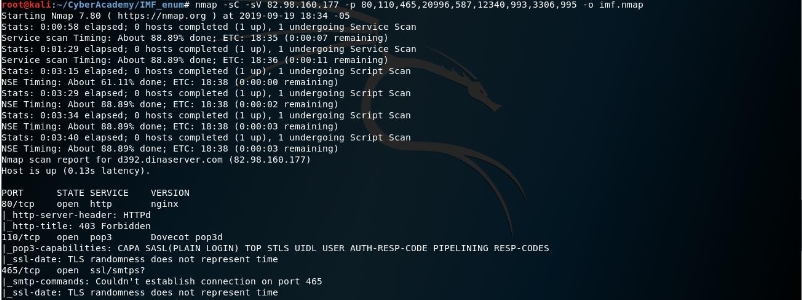 root@kali:~/CyberAcademy/IMF_enum# nmap -sC -sV 82.98.160.177 -p 80,110,465,20996,587,12340,993,3306,995 -o imf.nmap
Starting Nmap 7.80 ( https://nmap.org ) at 2019-09-19 18:34 -05
Stats: 0:00:58 elapsed; 0 hosts completed (1 up), 1 undergoing Service Scan
Service scan Timing: About 88.89% done; ETC: 18:35 (0:00:07 remaining)
Stats: 0:01:29 elapsed; 0 hosts completed (1 up), 1 undergoing Service Scan
Service scan Timing: About 88.89% done; ETC: 18:36 (0:00:11 remaining)
Stats: 0:03:15 elapsed; 0 hosts completed (1 up), 1 undergoing Script Scan
NSE Timing: About 61.11% done; ETC: 18:38 (0:00:00 remaining)
Stats: 0:03:29 elapsed; 0 hosts completed (1 up), 1 undergoing Script Scan
NSE Timing: About 88.89% done; ETC: 18:38 (0:00:02 remaining)
Stats: 0:03:34 elapsed; 0 hosts completed (1 up), 1 undergoing Script Scan
NSE Timing: About 88.89% done; ETC: 18:38 (0:00:03 remaining)
Stats: 0:03:40 elapsed; 0 hosts completed (1 up), 1 undergoing Script Scan
NSE Timing: About 88.89% done; ETC: 18:38 (0:00:03 remaining)
Nmap scan report for d392.dinaserver.com (82.98.160.177)
Host is up (0.13s latency).
PORT STATE SERVICE VERSION
80/tcp open http nginx
|_http-server-header: HTTPd
|_http-title: 403 Forbidden
110/tcp open pop3 Dovecot pop3d
|_pop3-capabilities: CAPA SASL(PLAIN LOGIN) TOP STLS UIDL USER AUTH-RESP-CODE PIPELINING RESP-CODES
|_ssl-date: TLS randomness does not represent time
465/tcp open ssl/smtps?
|_smtp-commands: Couldn't establish connection on port 465
|_ssl-date: TLS randomness does not represent time